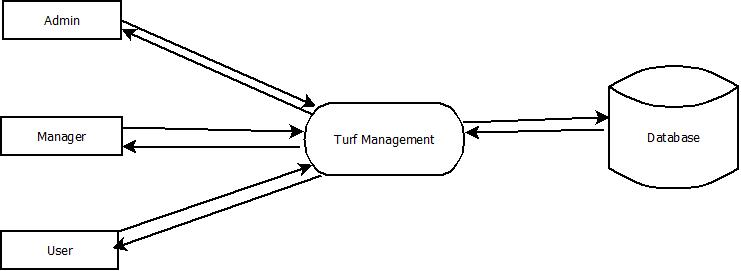 Admin
Manager
Turf Management
Database
User